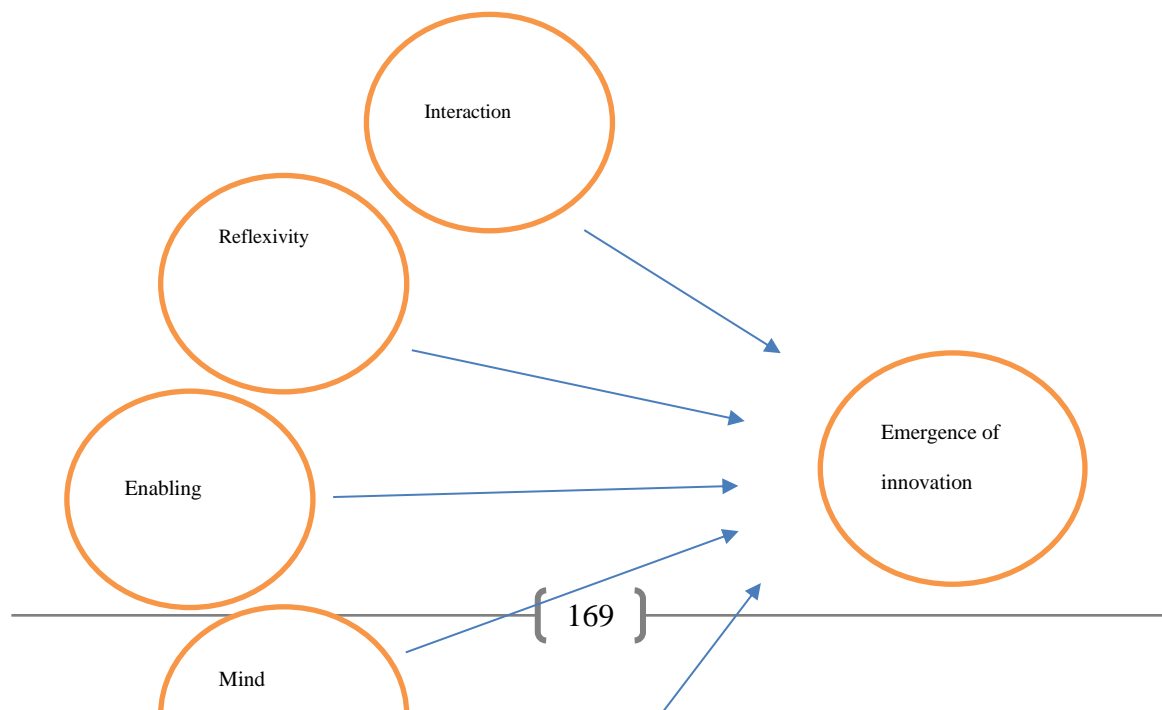 Interaction
Reflexivity
Emergence of
innovation
Enabling
169
Mind